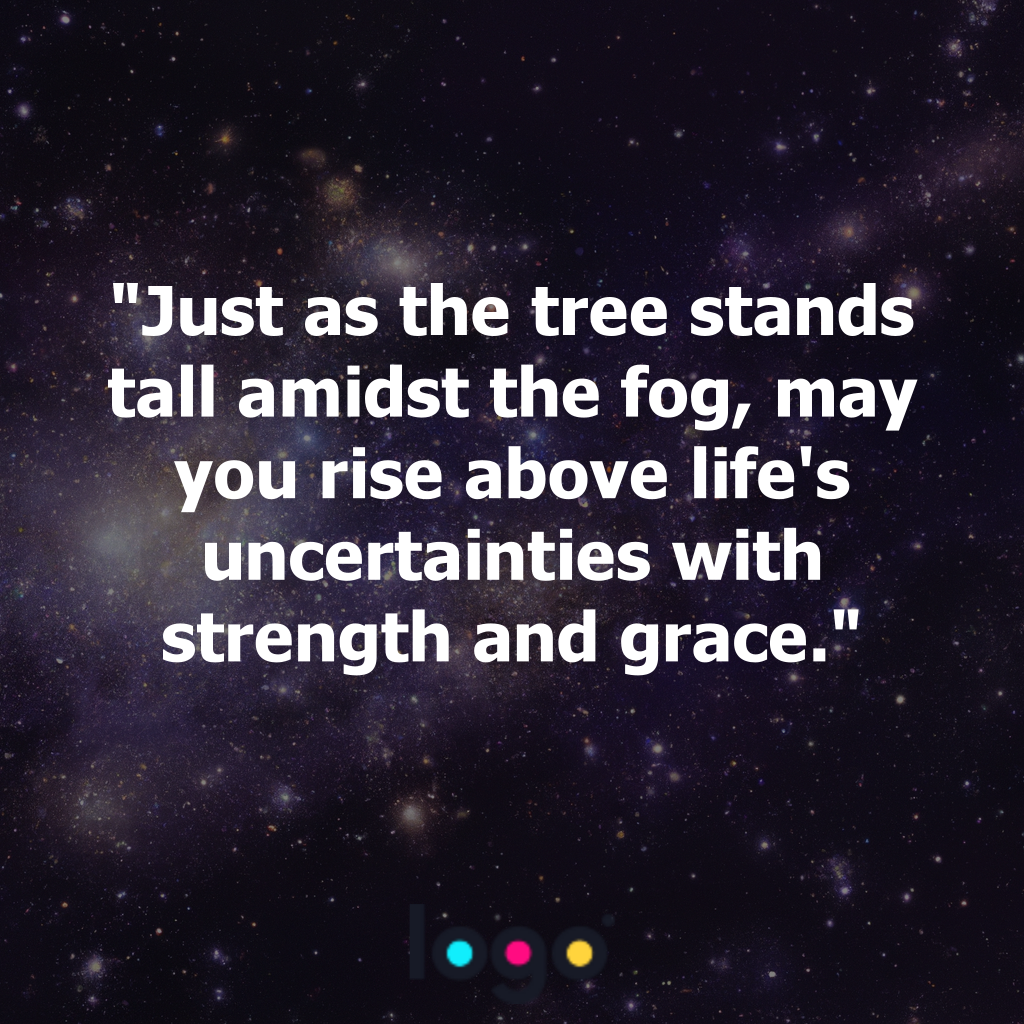 "Just as the tree stands
tall amidst the fog, may
you rise above life's
uncertainties with
strength and grace."
logo